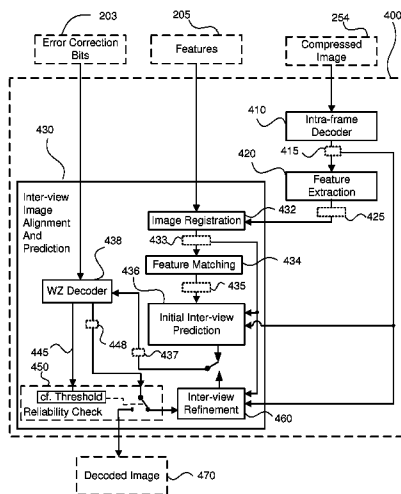 203
205
254
400
Error Correction
Bits
Features
Compressed
Image
410
Intra-frame
Decoder
415
420
Feature
Extraction
425
430
Inter-view
Image
Alignment
And
Prediction
Image Registration
432
433
438
436
Feature Matching
434
WZ Decoder
435
Initial Inter-view
Prediction
448
437
445
450
cf. Threshold
Reliability Check
Inter-view
Refinement
460
Decoded Image
470